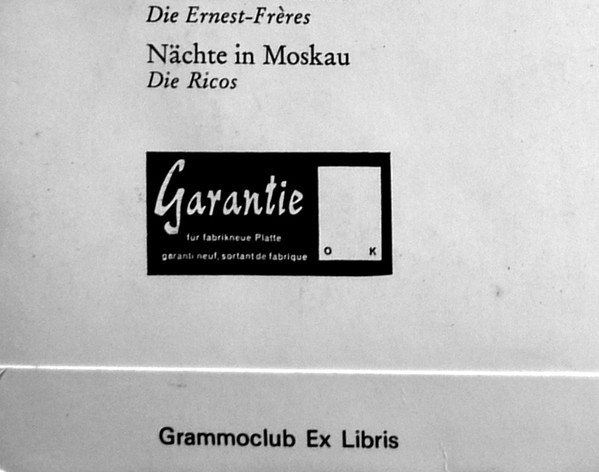 Die Ernest-Frères
Nächte in Moskau
Die Ricos
Garantie
für fabrikneue Platte
garanti neuf, sortant de fabrique
O K
Grammoclub Ex Libris